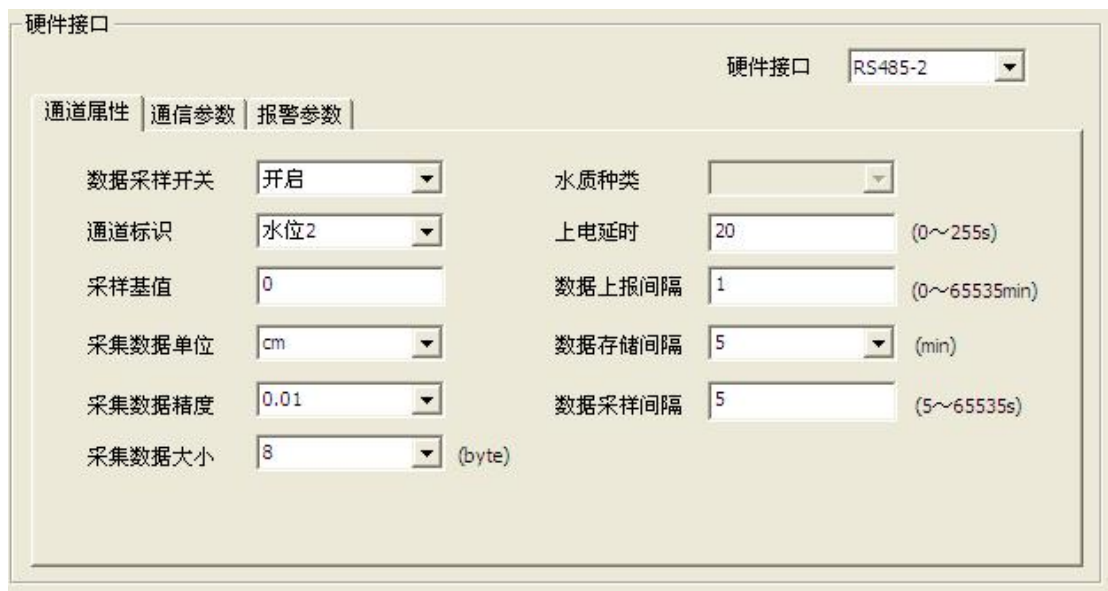 硬件接口
硬件接口 RS485-2
通道属性 通信参数 报警参数
数据采样开关 开启 水质种类
通道标识 水位2 上电延时 20 (0～255s)
采样基值 0 数据上报间隔 1 (0～65535min)
采集数据单位 cm 数据存储间隔 5 (min)
采集数据精度 0.01 数据采样间隔 5 (5～65535s)
采集数据大小 8 (byte)